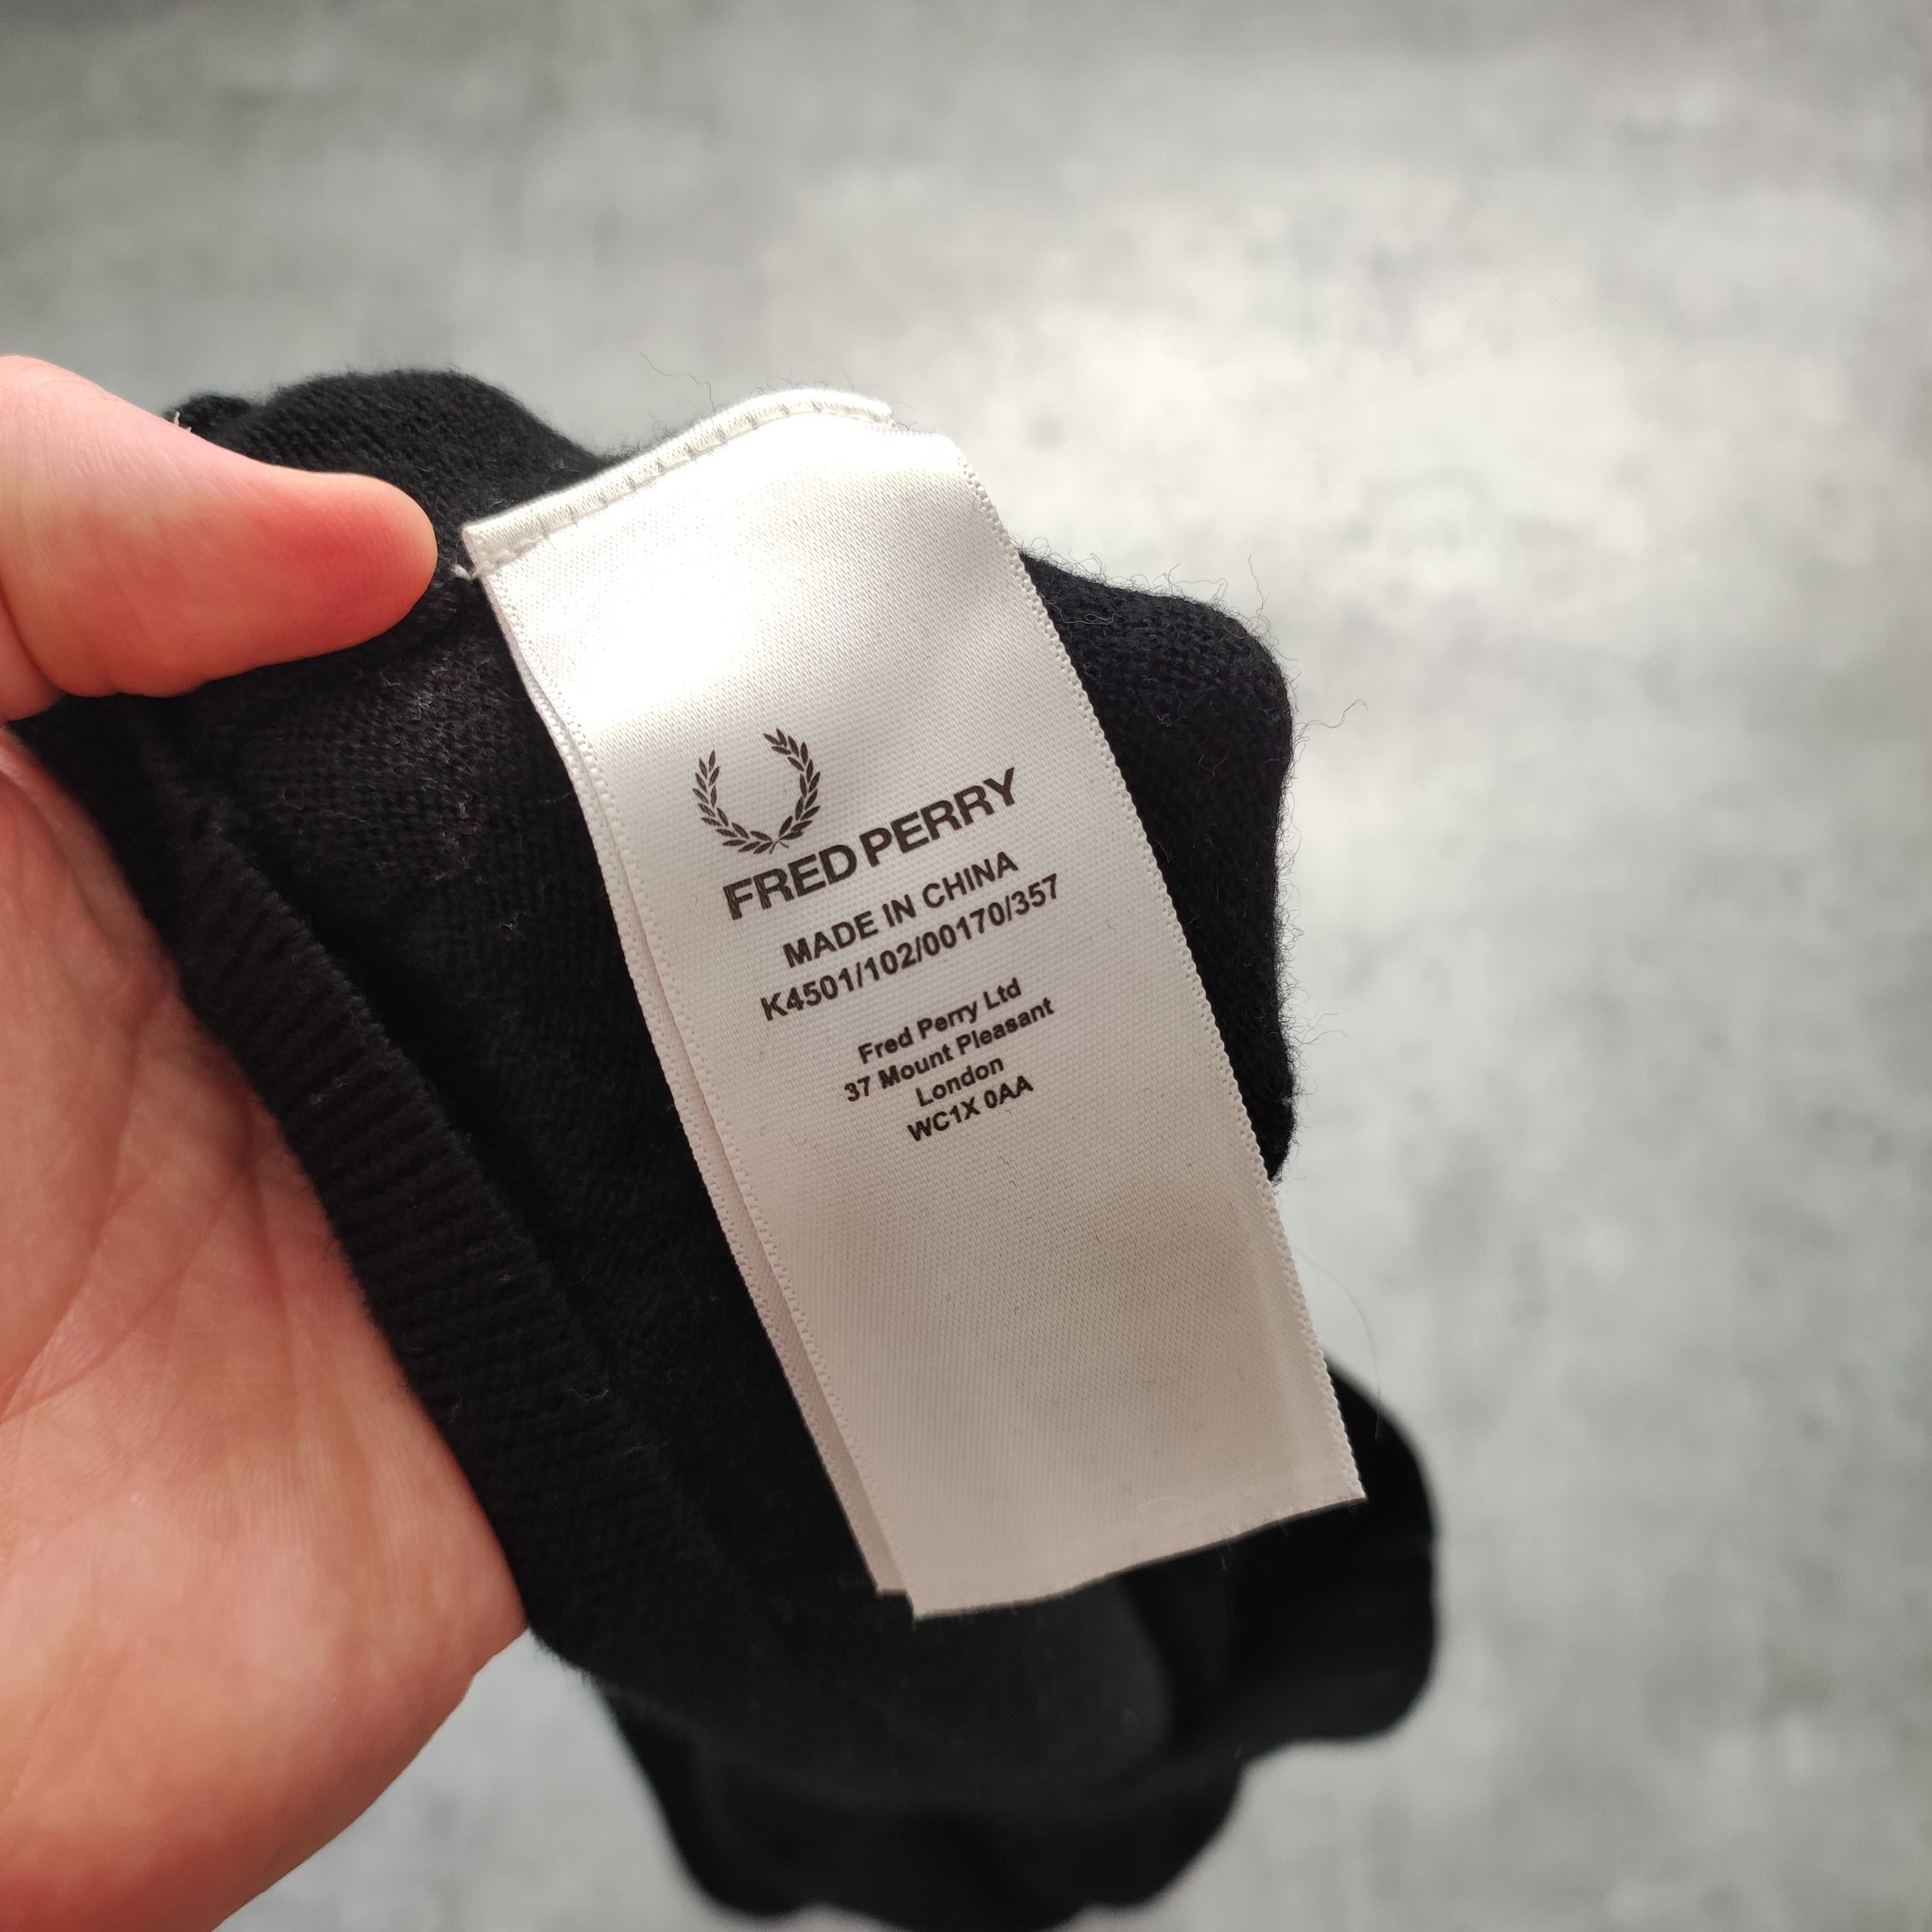 FRED PERRY
MADE IN CHINA
K4501/102/00170/357
Fred Perry Ltd
37 Mount Pleasant
London
WC1X 0AA